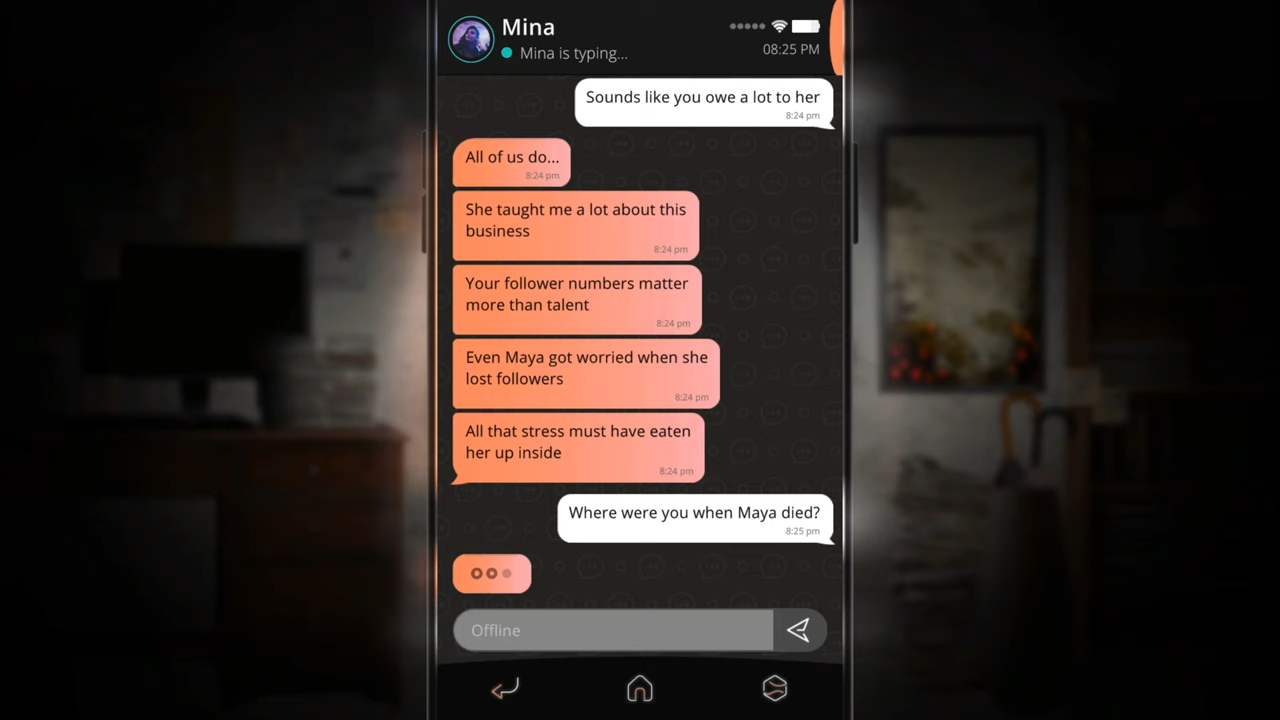 Mina
Mina is typing...
08:25 PM
Sounds like you owe a lot to her
8:24 pm
All of us do...
8:24 pm
She taught me a lot about this
business
8:24 pm
Your follower numbers matter
more than talent
8:24 pm
Even Maya got worried when she
lost followers
8:24 pm
All that stress must have eaten
her up inside
8:24 pm
Where were you when Maya died?
8:25 pm
Offline